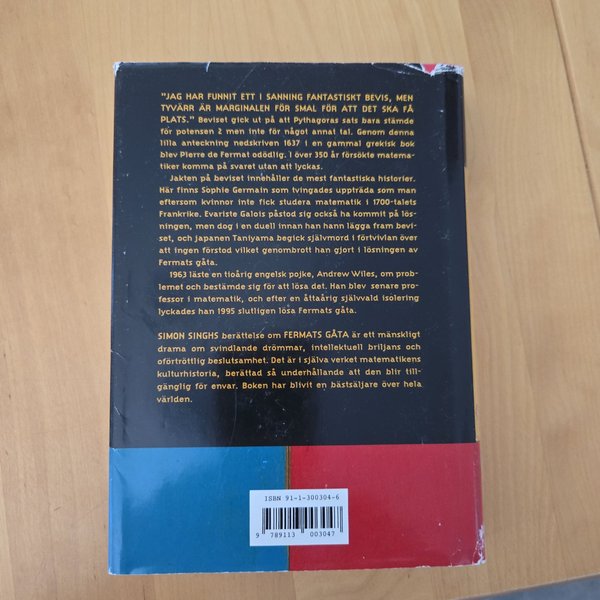 "JAG HAR FUNNIT ETT I SANNING FANTASTISKT BEVIS, MEN
TYVÄRR ÄR MARGINALEN FÖR SMAL FÖR ATT DET SKA FÅ
PLATS." Beviset gick ut på att Pythagoras sats bara stämde
för potensen 2 men inte för något annat tal. Genom denna
lilla anteckning nedskriven 1637 i en gammal grekisk bok
blev Pierre de Fermat odödlig. I över 350 år försökte matema-
tiker komma på svaret utan att lyckas.
Jakten på beviset innehåller de mest fantastiska historier.
Här finns Sophie Germain som tvingades uppträda som man
eftersom kvinnor inte fick studera matematik i 1700-talets
Frankrike. Evariste Galois påstod sig också ha kommit på lös-
ningen, men dog i en duell innan han hann lägga fram bevi-
set, och japanen Taniyama begick självmord i förtvivlan över
att ingen förstod vilket genombrott han gjort i lösningen av
Fermats gåta.
1963 läste en tioårig engelsk pojke, Andrew Wiles, om pro-
blemet och bestämde sig för att lösa det. Han blev senare pro-
fessor i matematik, och efter en åttaårig självvald isolering
lyckades han 1995 slutligen lösa Fermats gåta.
SIMON SINGHS berättelse om FERMATS GÅTA är ett mänskligt
drama om svindlande drömmar, intellektuell briljans och
oförtröttlig beslutsamhet. Det är i själva verket matematikens
kulturhistoria, berättad så underhållande att den blir till-
gänglig för envar. Boken har blivit en bästsäljare över hela
världen.
ISBN 91-1-300304-6
9 789113 003047